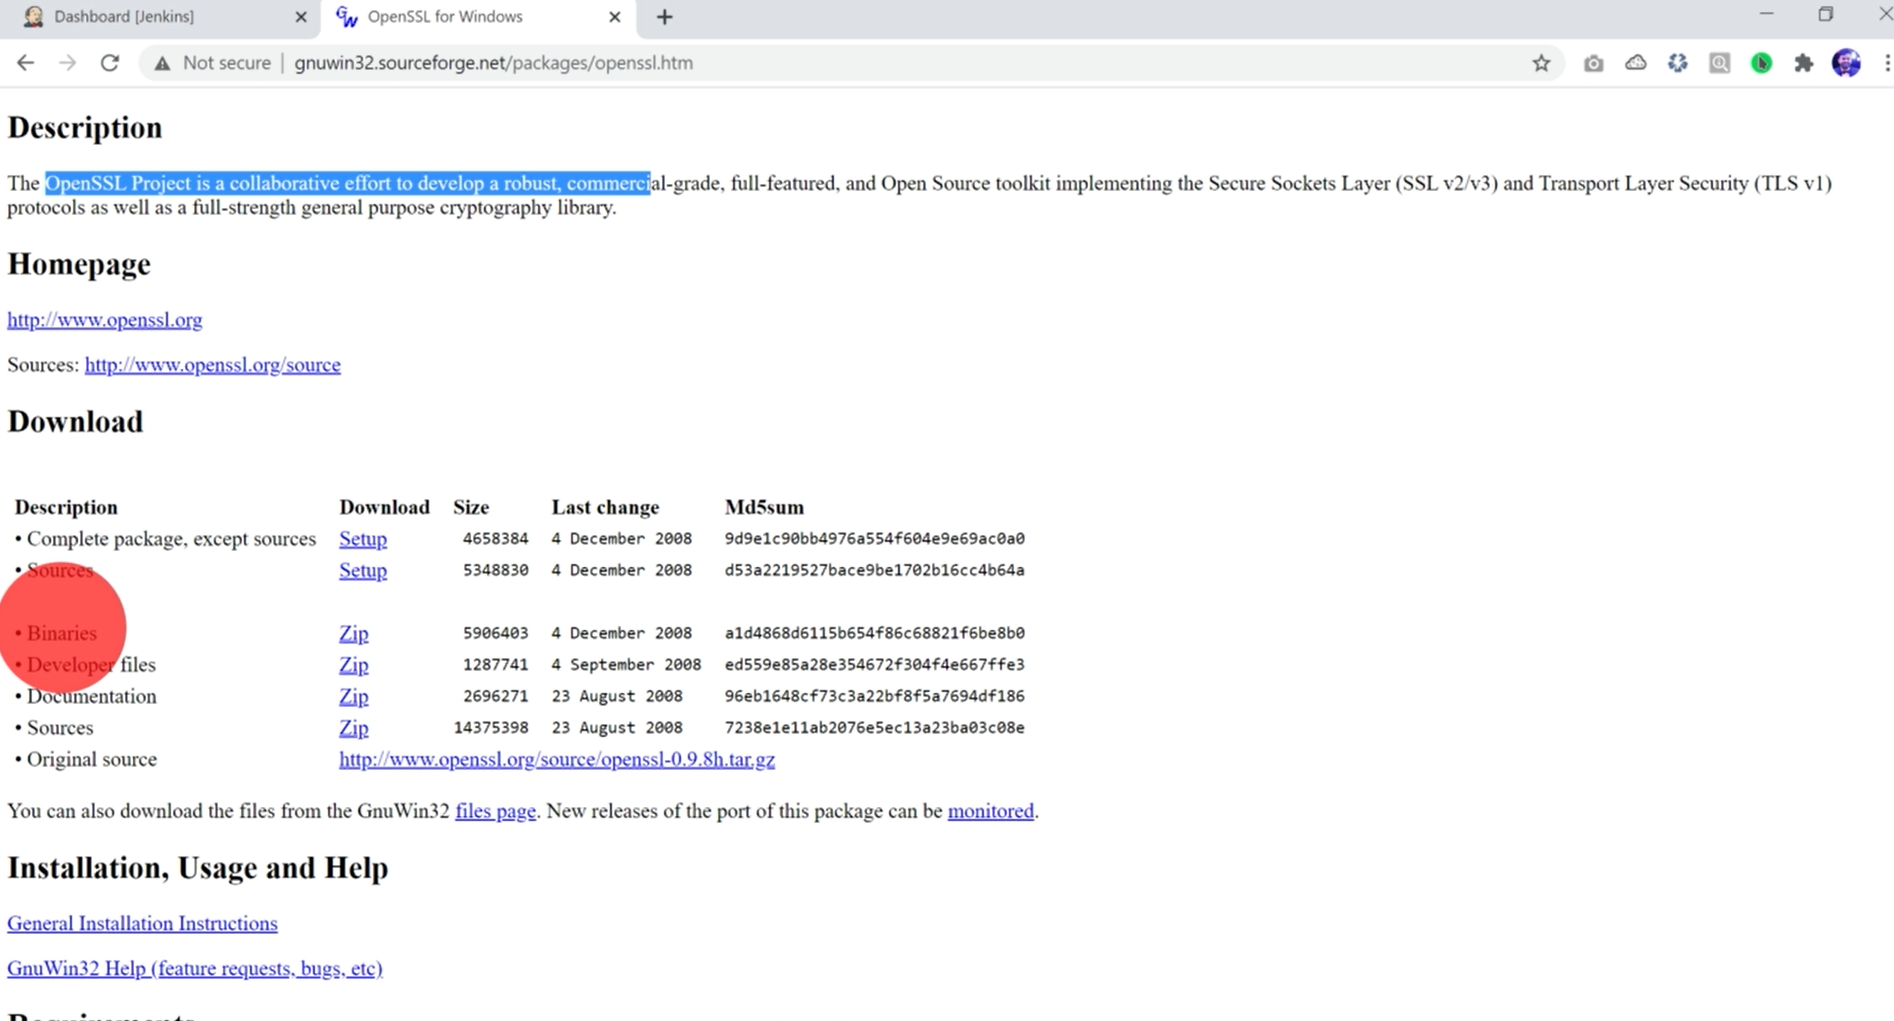 Dashboard [Jenkins]
OpenSSL for Windows
Not secure | gnuwin32.sourceforge.net/packages/openssl.htm
Description
The OpenSSL Project is a collaborative effort to develop a robust, commercial-grade, full-featured, and Open Source toolkit implementing the Secure Sockets Layer (SSL v2/v3) and Transport Layer Security (TLS v1)
protocols as well as a full-strength general purpose cryptography library.
Homepage
http://www.openssl.org
Sources: http://www.openssl.org/source
Download
Description Download Size Last change Md5sum
• Complete package, except sources Setup 4658384 4 December 2008 9d9e1c90bb4976a554f604e9e69ac0a0
• Sources Setup 5348830 4 December 2008 d53a2219527bace9be1702b16cc4b64a
• Binaries Zip 5906403 4 December 2008 a1d4868d6115b654f86c68821f6be8b0
• Developer files Zip 1287741 4 September 2008 ed559e85a28e354672f304f4e667ffe3
• Documentation Zip 2696271 23 August 2008 96eb1648cf73c3a22bf8f5a7694df186
• Sources Zip 14375398 23 August 2008 7238e1e11ab2076e5ec13a23ba03c08e
• Original source http://www.openssl.org/source/openssl-0.9.8h.tar.gz
You can also download the files from the GnuWin32 files page. New releases of the port of this package can be monitored.
Installation, Usage and Help
General Installation Instructions
GnuWin32 Help (feature requests, bugs, etc)
Requirements